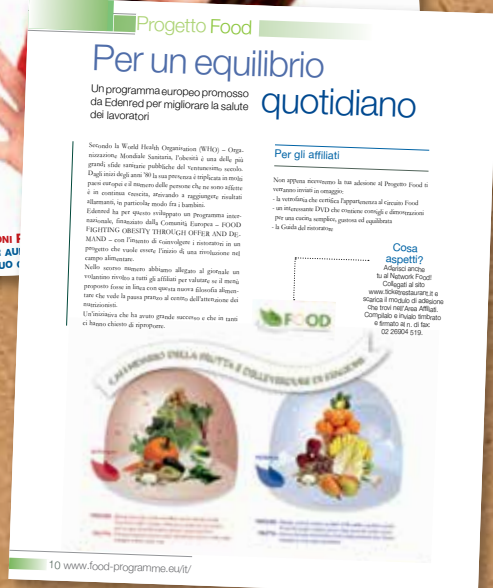 Progetto Food
Per un equilibrio
quotidiano
Un programma europeo promosso
da Edenred per migliorare la salute
dei lavoratori
Secondo la World Health Organisation (WHO) – Orga-
nizzazione Mondiale Sanitaria, l'obesità è una delle più
grandi sfide sanitarie pubbliche del ventunesimo secolo.
Dagli inizi degli anni '80 la sua presenza è triplicata in molti
paesi europei e il numero delle persone che ne sono affette
è in continua crescita, arrivando a raggiungere risultati
allarmanti, in particolar modo fra i bambini.
Edenred ha per questo sviluppato un programma inter-
nazionale, finanziato dalla Comunità Europea – FOOD
FIGHTING OBESITY THROUGH OFFER AND DE-
MAND – con l'intento di coinvolgere i ristoratori in un
progetto che vuole essere l'inizio di una rivoluzione nel
campo alimentare.
Nello scorso numero abbiamo allegato al giornale un
volantino rivolto a tutti gli affiliati per valutare se il menù
proposto fosse in linea con questa nuova filosofia alimen-
tare che vede la pausa pranzo al centro dell'attenzione dei
nutrizionisti.
Un'iniziativa che ha avuto grande successo e che in tanti
ci hanno chiesto di riproporre.
Per gli affiliati
Non appena riceveremo la tua adesione al Progetto Food ti
verranno inviati in omaggio:
- la vetrofania che certifica l'appartenenza al circuito Food
- un interessante DVD che contiene consigli e dimostrazioni
per una cucina semplice, gustosa ed equilibrata
- la Guida del ristoratore
Cosa
aspetti?
Aderisci anche
tu al Network Food!
Collegati al sito
www.ticketrestaurant.it e
scarica il modulo di adesione
che trovi nell'Area Affiliati.
Compilalo e invialo timbrato
e firmato al n. di fax:
02 26904 519.
FOOD
CALENDARIO DELLA FRUTTA E DELLE VERDURE DI STAGIONE
10 www.food-programme.eu/it/